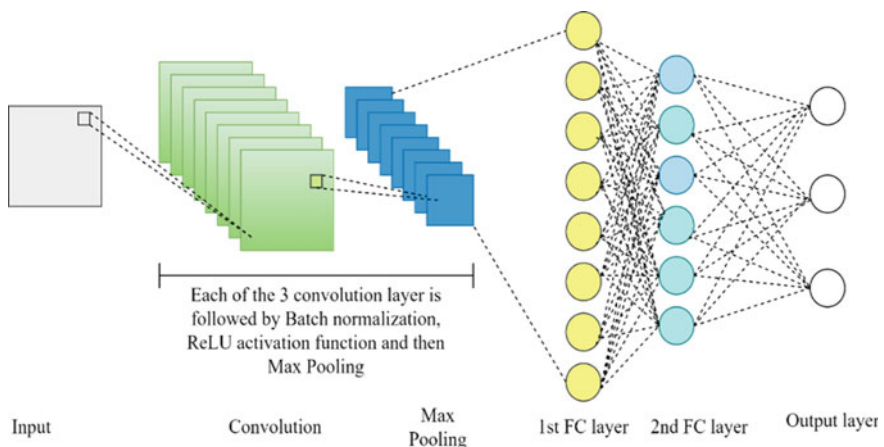 Each of the 3 convolution layer is
followed by Batch normalization,
ReLU activation function and then
Max Pooling
Input
Convolution
Max
Pooling
1st FC layer
2nd FC layer
Output layer